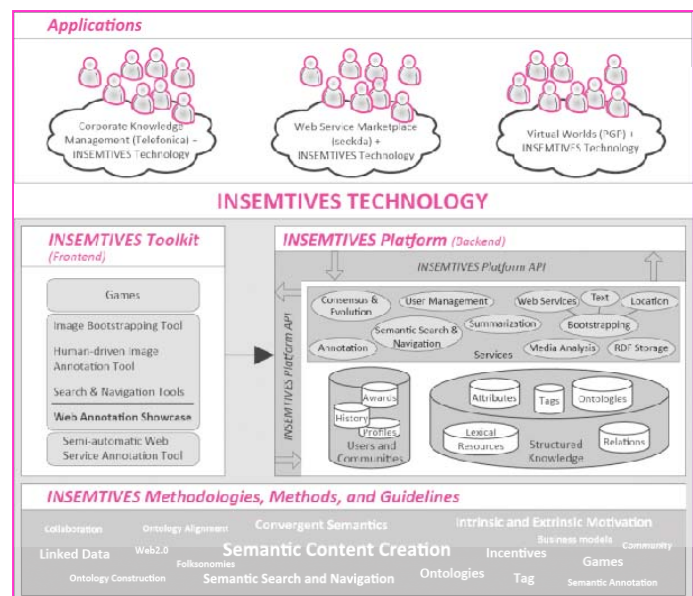 Applications
Corporate Knowledge
Management (Telefonica) +
INSEMTIVES Technology
Web Service Marketplace
(seekda) +
INSEMTIVES Technology
Virtual Worlds (PGP) +
INSEMTIVES Technology
INSEMTIVES TECHNOLOGY
INSEMTIVES Toolkit
(Frontend)
Games
Image Bootstrapping Tool
Human-driven Image
Annotation Tool
Search & Navigation Tools
Web Annotation Showcase
Semi-automatic Web
Service Annotation Tool
INSEMTIVES Platform (Backend)
INSEMTIVES Platform API
INSEMTIVES Platform API
Consensus &
Evolution
User Management
Web Services
Text
Location
Semantic Search &
Navigation
Summarization
Bootstrapping
Annotation
Services
Media Analysis
RDF Storage
Awards
History
Profiles
Users and
Communities
Attributes
Tags
Ontologies
Lexical
Resources
Structured
Knowledge
Relations
INSEMTIVES Methodologies, Methods, and Guidelines
Collaboration
Ontology Alignment
Convergent Semantics
Intrinsic and Extrinsic Motivation
Business models
Community
Linked Data
Web2.0
Semantic Content Creation
Incentives
Folksonomies
Games
Ontology Construction
Semantic Search and Navigation
Ontologies
Tag
Semantic Annotation